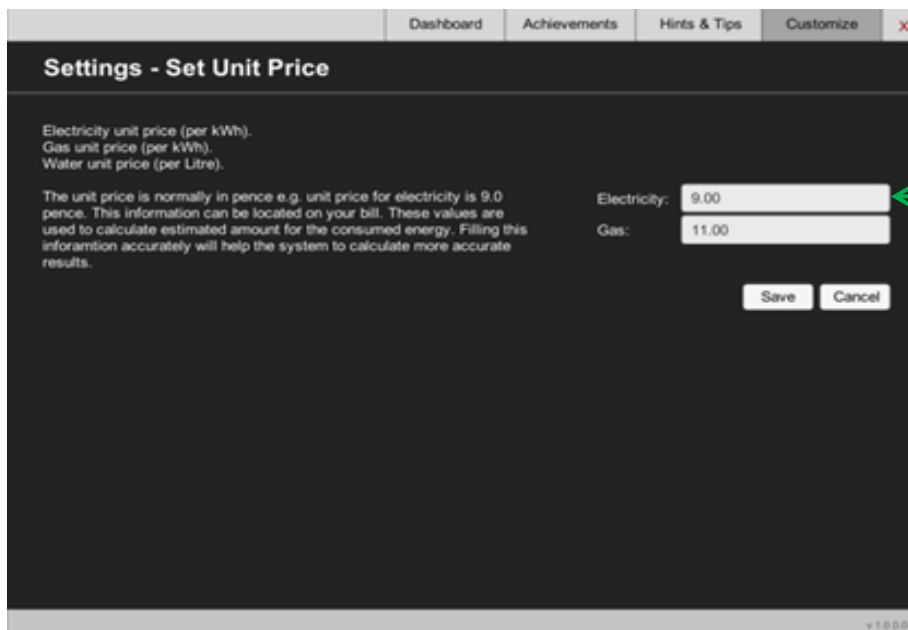 Dashboard Achievements Hints & Tips Customize X
Settings - Set Unit Price
Electricity unit price (per kWh).
Gas unit price (per kWh).
Water unit price (per Litre).
The unit price is normally in pence e.g. unit price for electricity is 9.0
pence. This information can be located on your bill. These values are
used to calculate estimated amount for the consumed energy. Filling this
inforamtion accurately will help the system to calculate more accurate
results.
Electricity: 9.00
Gas: 11.00
Save Cancel
v 1.0.0.0